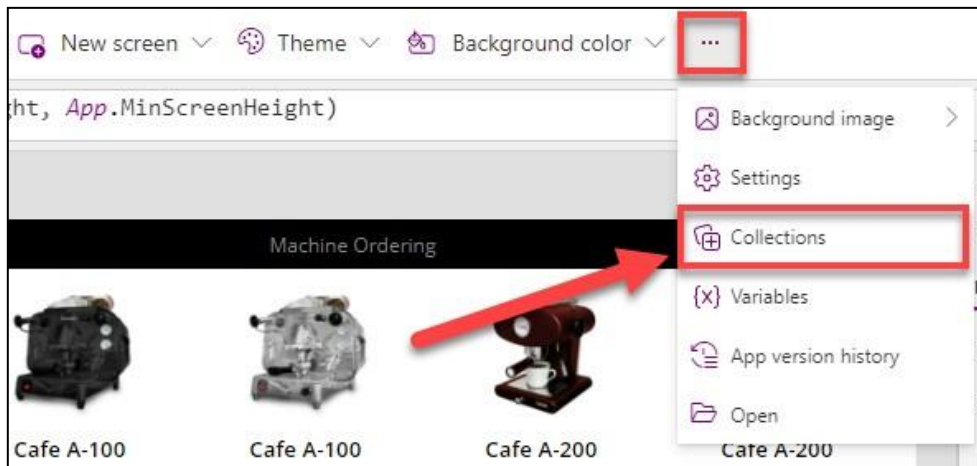 New screen Theme Background color ...
ht, App.MinScreenHeight)
Background image
Settings
Collections
Machine Ordering
{x} Variables
App version history
Open
Cafe A-100 Cafe A-100 Cafe A-200 Cafe A-200